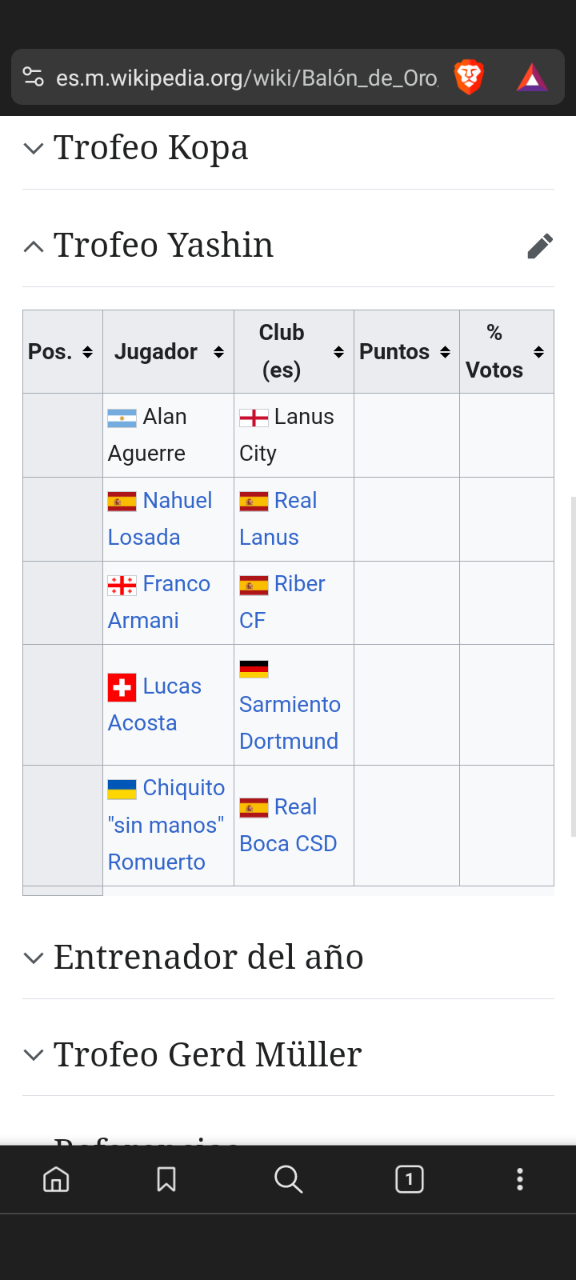 es.m.wikipedia.org/wiki/Balón_de_Oro
Trofeo Kopa
Trofeo Yashin
Pos.
Jugador
Club
(es)
Puntos
%
Votos
Alan
Aguerre
Lanus
City
Nahuel
Losada
Real
Lanus
Franco
Armani
Riber
CF
Lucas
Acosta
Sarmiento
Dortmund
Chiquito
"sin manos"
Romuerto
Real
Boca CSD
Entrenador del año
Trofeo Gerd Müller
Referencias
1